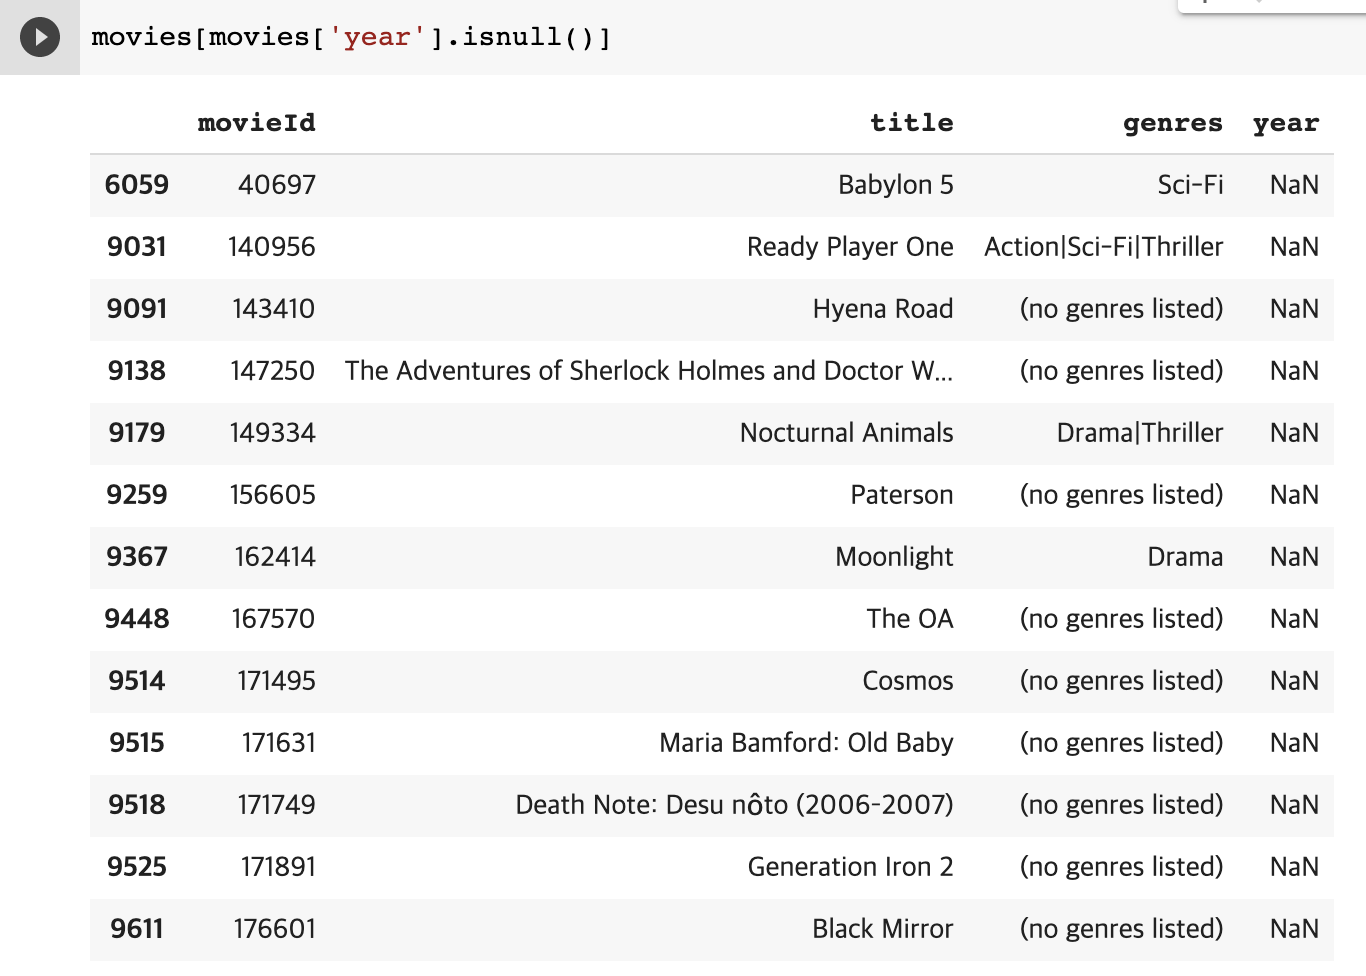 movies[movies['year'].isnull()]
movieId title genres year
6059 40697 Babylon 5 Sci-Fi NaN
9031 140956 Ready Player One Action|Sci-Fi|Thriller NaN
9091 143410 Hyena Road (no genres listed) NaN
9138 147250 The Adventures of Sherlock Holmes and Doctor W... (no genres listed) NaN
9179 149334 Nocturnal Animals Drama|Thriller NaN
9259 156605 Paterson (no genres listed) NaN
9367 162414 Moonlight Drama NaN
9448 167570 The OA (no genres listed) NaN
9514 171495 Cosmos (no genres listed) NaN
9515 171631 Maria Bamford: Old Baby (no genres listed) NaN
9518 171749 Death Note: Desu nôto (2006-2007) (no genres listed) NaN
9525 171891 Generation Iron 2 (no genres listed) NaN
9611 176601 Black Mirror (no genres listed) NaN